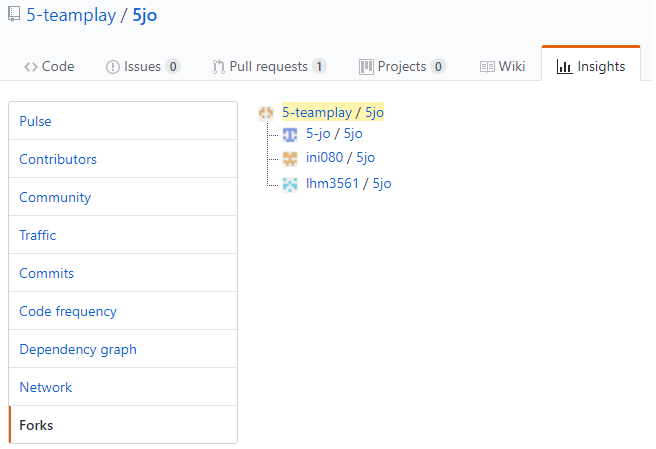 5-teamplay / 5jo
Code Issues 0 Pull requests 1 Projects 0 Wiki Insights
Pulse
Contributors
Community
Traffic
Commits
Code frequency
Dependency graph
Network
Forks
5-teamplay / 5jo
5-jo / 5jo
ini080 / 5jo
lhm3561 / 5jo